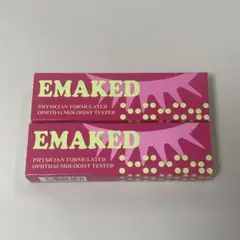 EMAKED
PHYSICIAN FORMULATED
OPHTHALMOLOGIST TESTED
EMAKED
PHYSICIAN FORMULATED
OPHTHALMOLOGIST TESTED